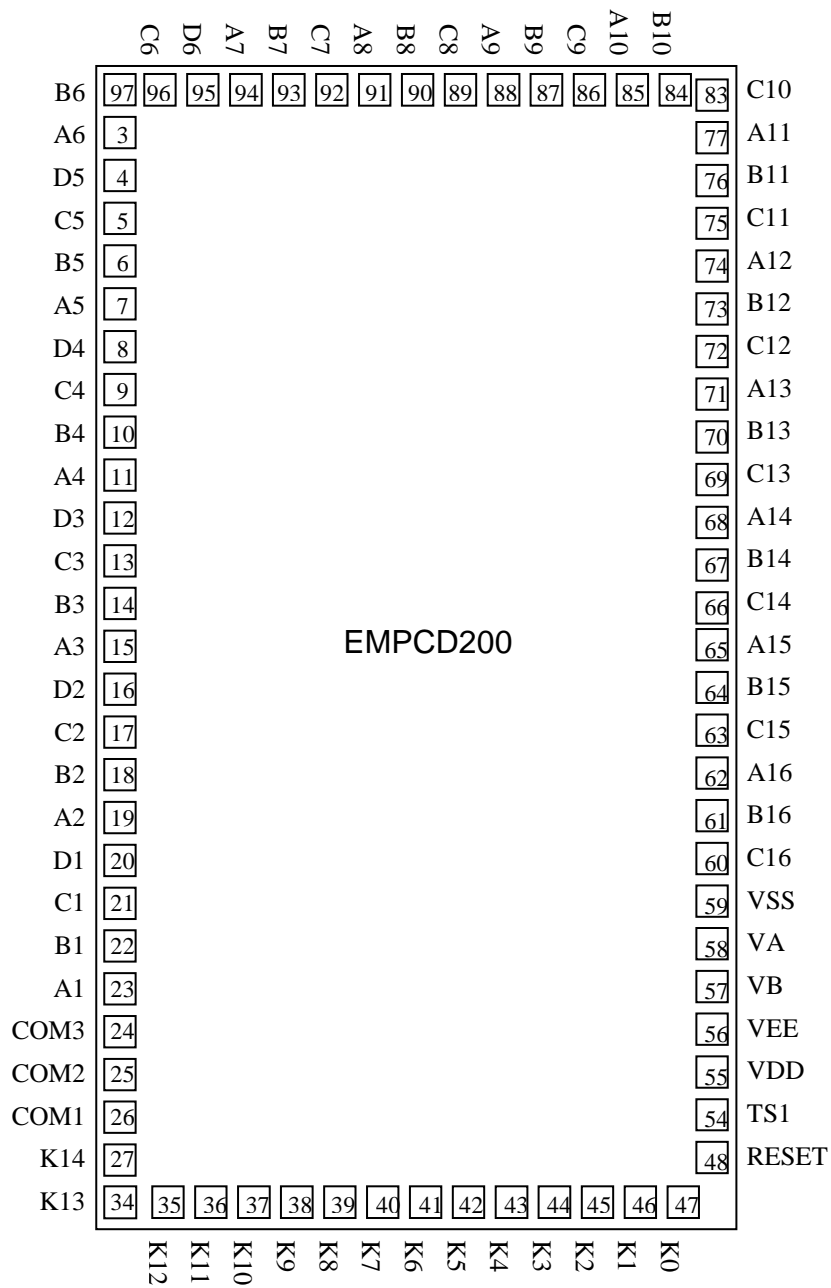 C6 D6 A7 B7 C7 A8 B8 C8 A9 B9 C9 A10 B10
B6 97 96 95 94 93 92 91 90 89 88 87 86 85 84 83 C10
A6 3 77 A11
D5 4 76 B11
C5 5 75 C11
B5 6 74 A12
A5 7 73 B12
D4 8 72 C12
C4 9 71 A13
B4 10 70 B13
A4 11 69 C13
D3 12 68 A14
C3 13 67 B14
B3 14 66 C14
A3 15 EMPCD200 65 A15
D2 16 64 B15
C2 17 63 C15
B2 18 62 A16
A2 19 61 B16
D1 20 60 C16
C1 21 59 VSS
B1 22 58 VA
A1 23 57 VB
COM3 24 56 VEE
COM2 25 55 VDD
COM1 26 54 TS1
K14 27 48 RESET
K13 34 35 36 37 38 39 40 41 42 43 44 45 46 47
K12 K11 K10 K9 K8 K7 K6 K5 K4 K3 K2 K1 K0